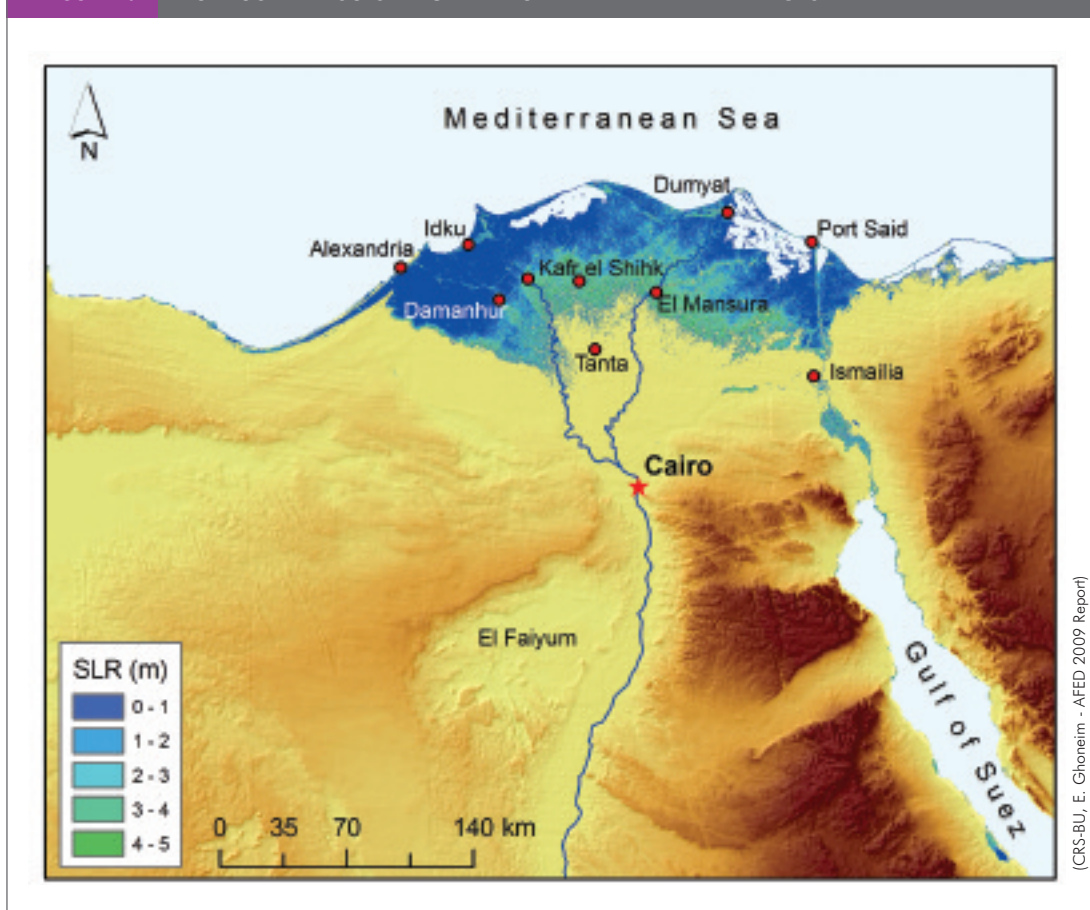 Mediterranean Sea
N
Dumyat
Idku
Port Said
Alexandria
Kafr el Shihk
Damanhur
El Mansura
Tanta
Ismailia
Cairo
El Faiyum
Gulf of Suez
SLR (m)
0 - 1
1 - 2
2 - 3
3 - 4
4 - 5
0 35 70 140 km
(CRS-BU, E. Ghoneim - AFED 2009 Report)